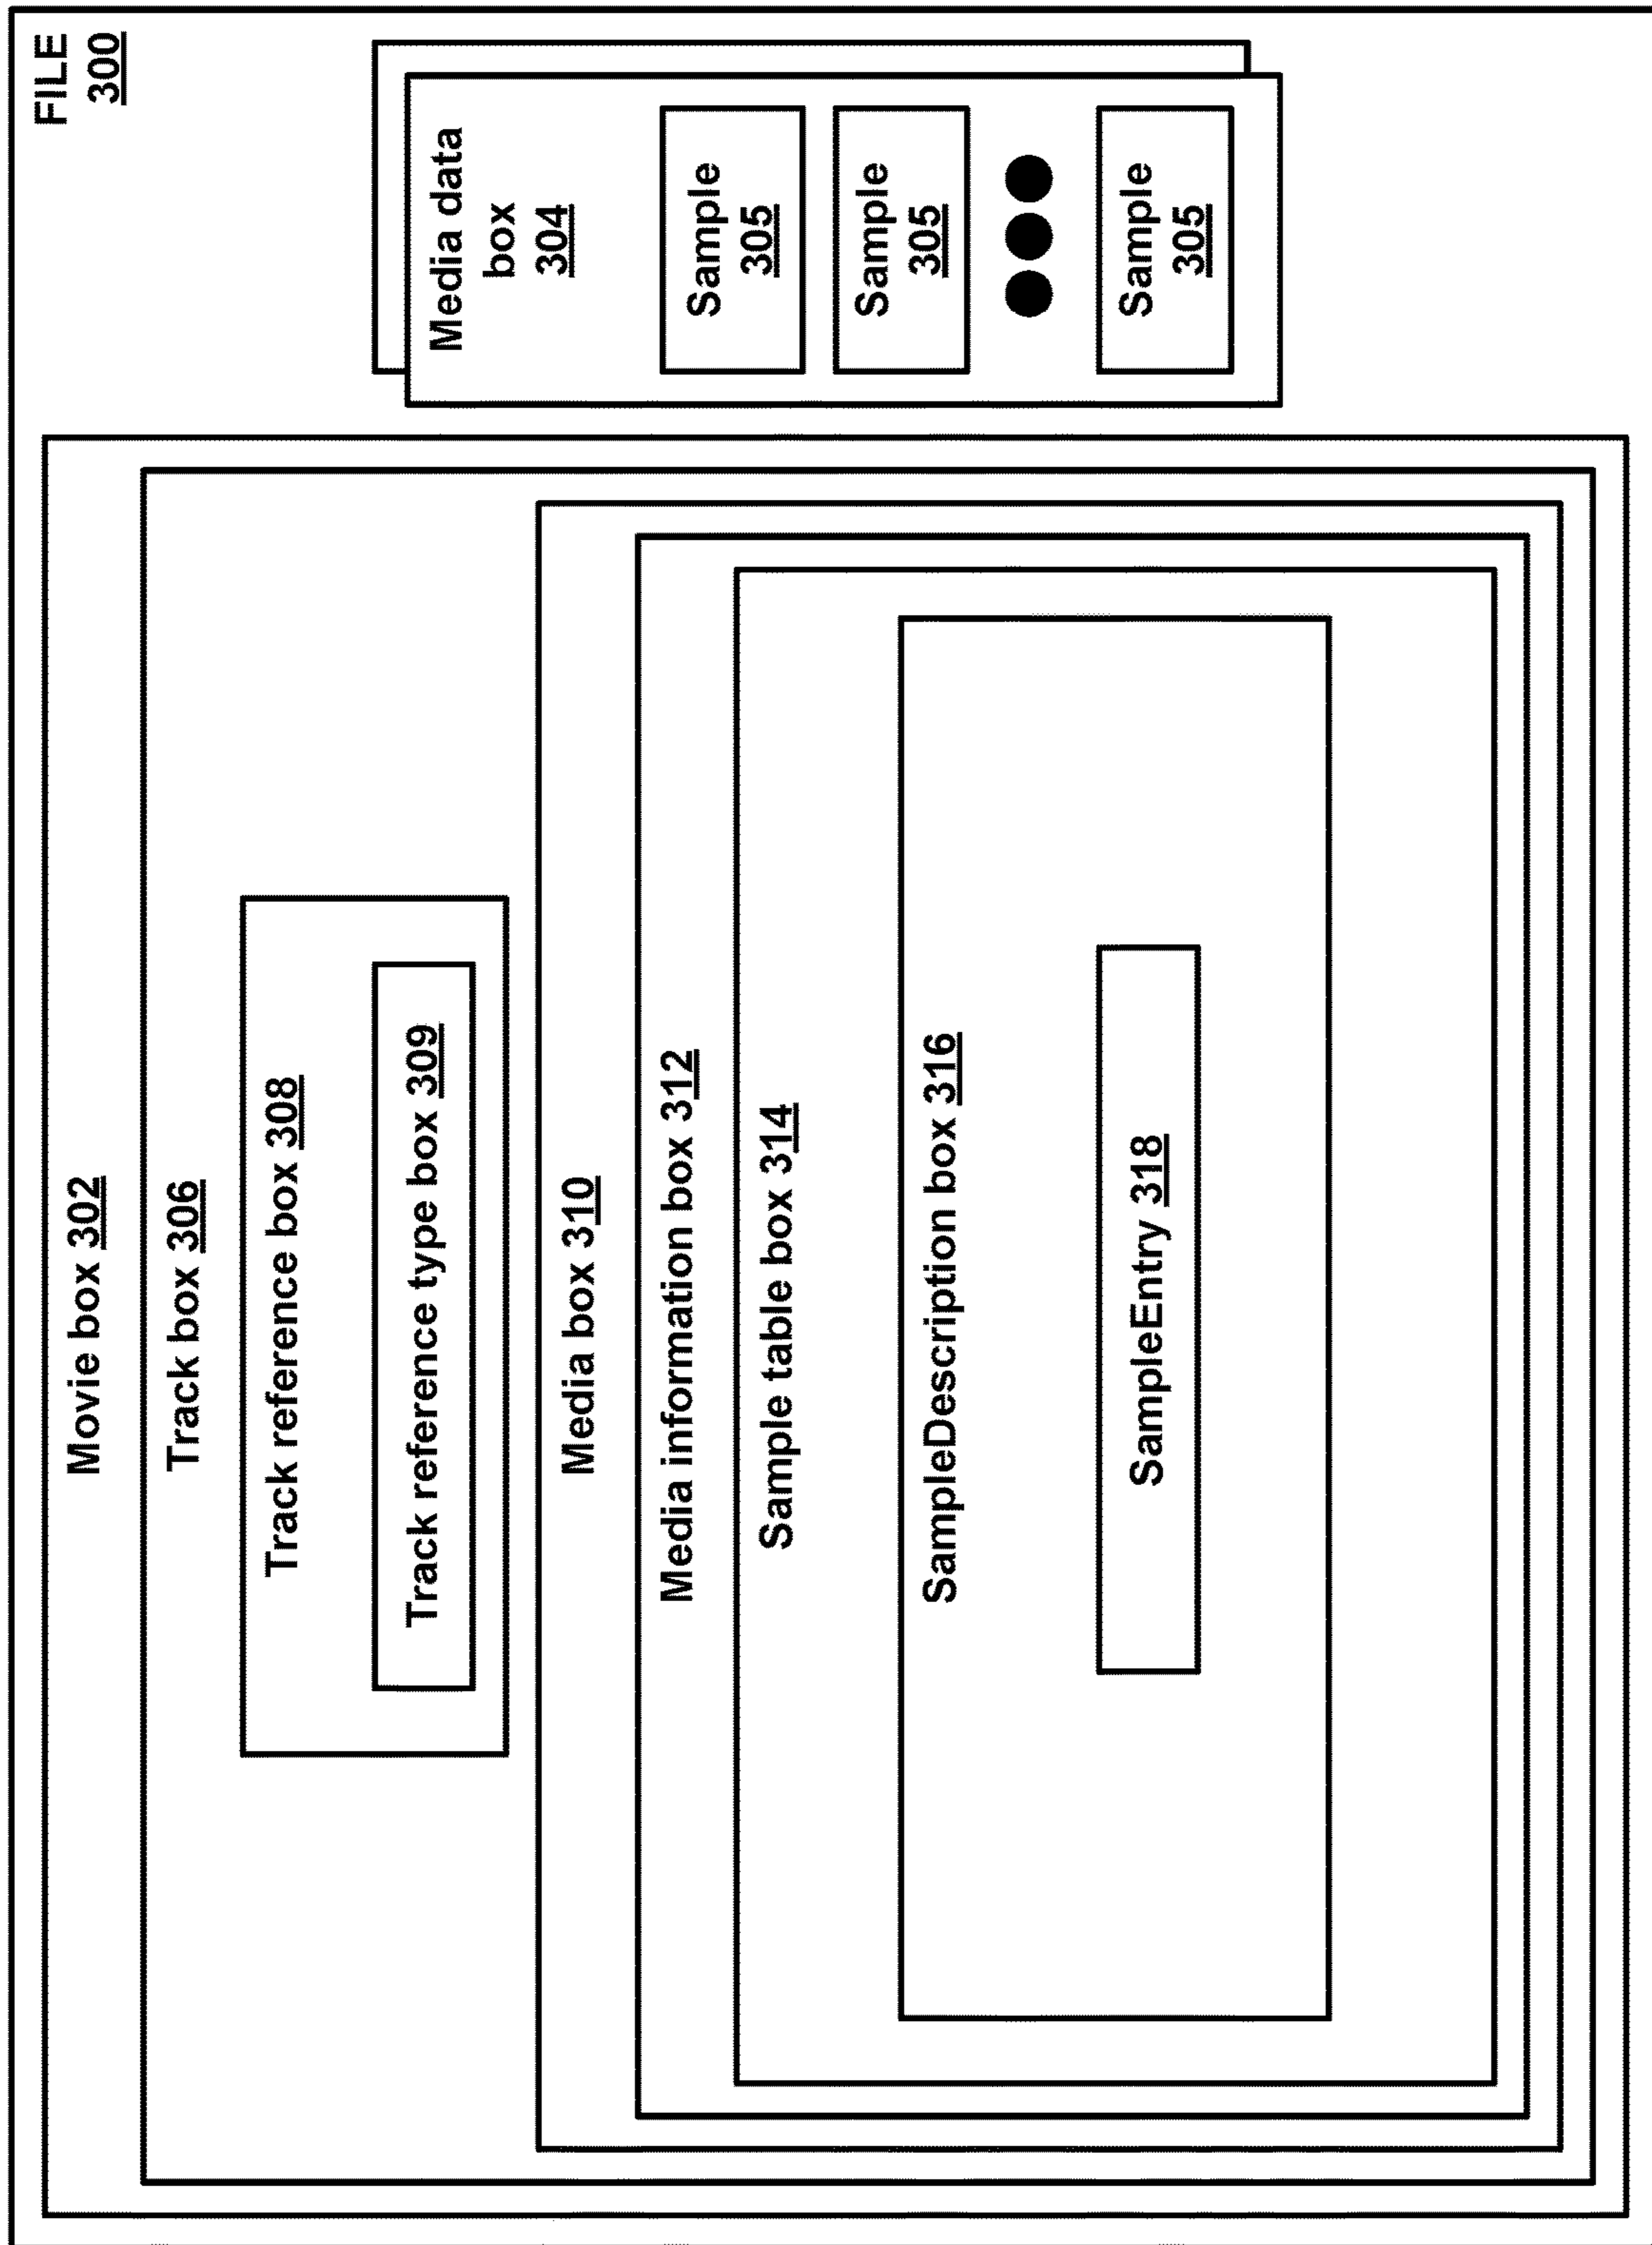 FILE
300
Movie box 302
Track box 306
Track reference box 308
Track reference type box 309
Media box 310
Media information box 312
Sample table box 314
SampleDescription box 316
SampleEntry 318
Media data
box
304
Sample
305
Sample
305
Sample
305